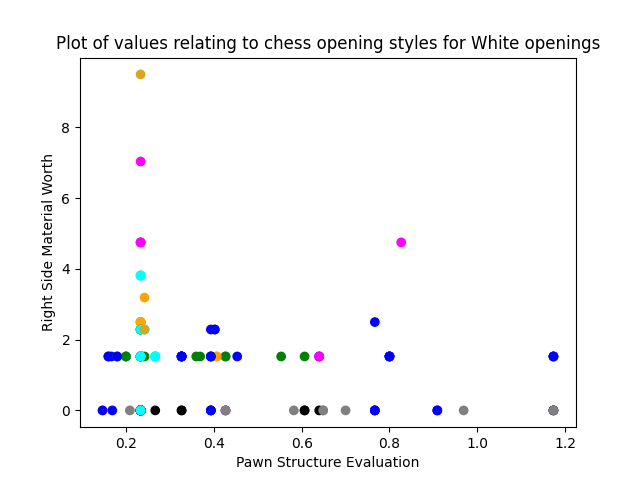 Plot of values relating to chess opening styles for White openings
Right Side Material Worth
8
6
4
2
0
0.2 0.4 0.6 0.8 1.0 1.2
Pawn Structure Evaluation